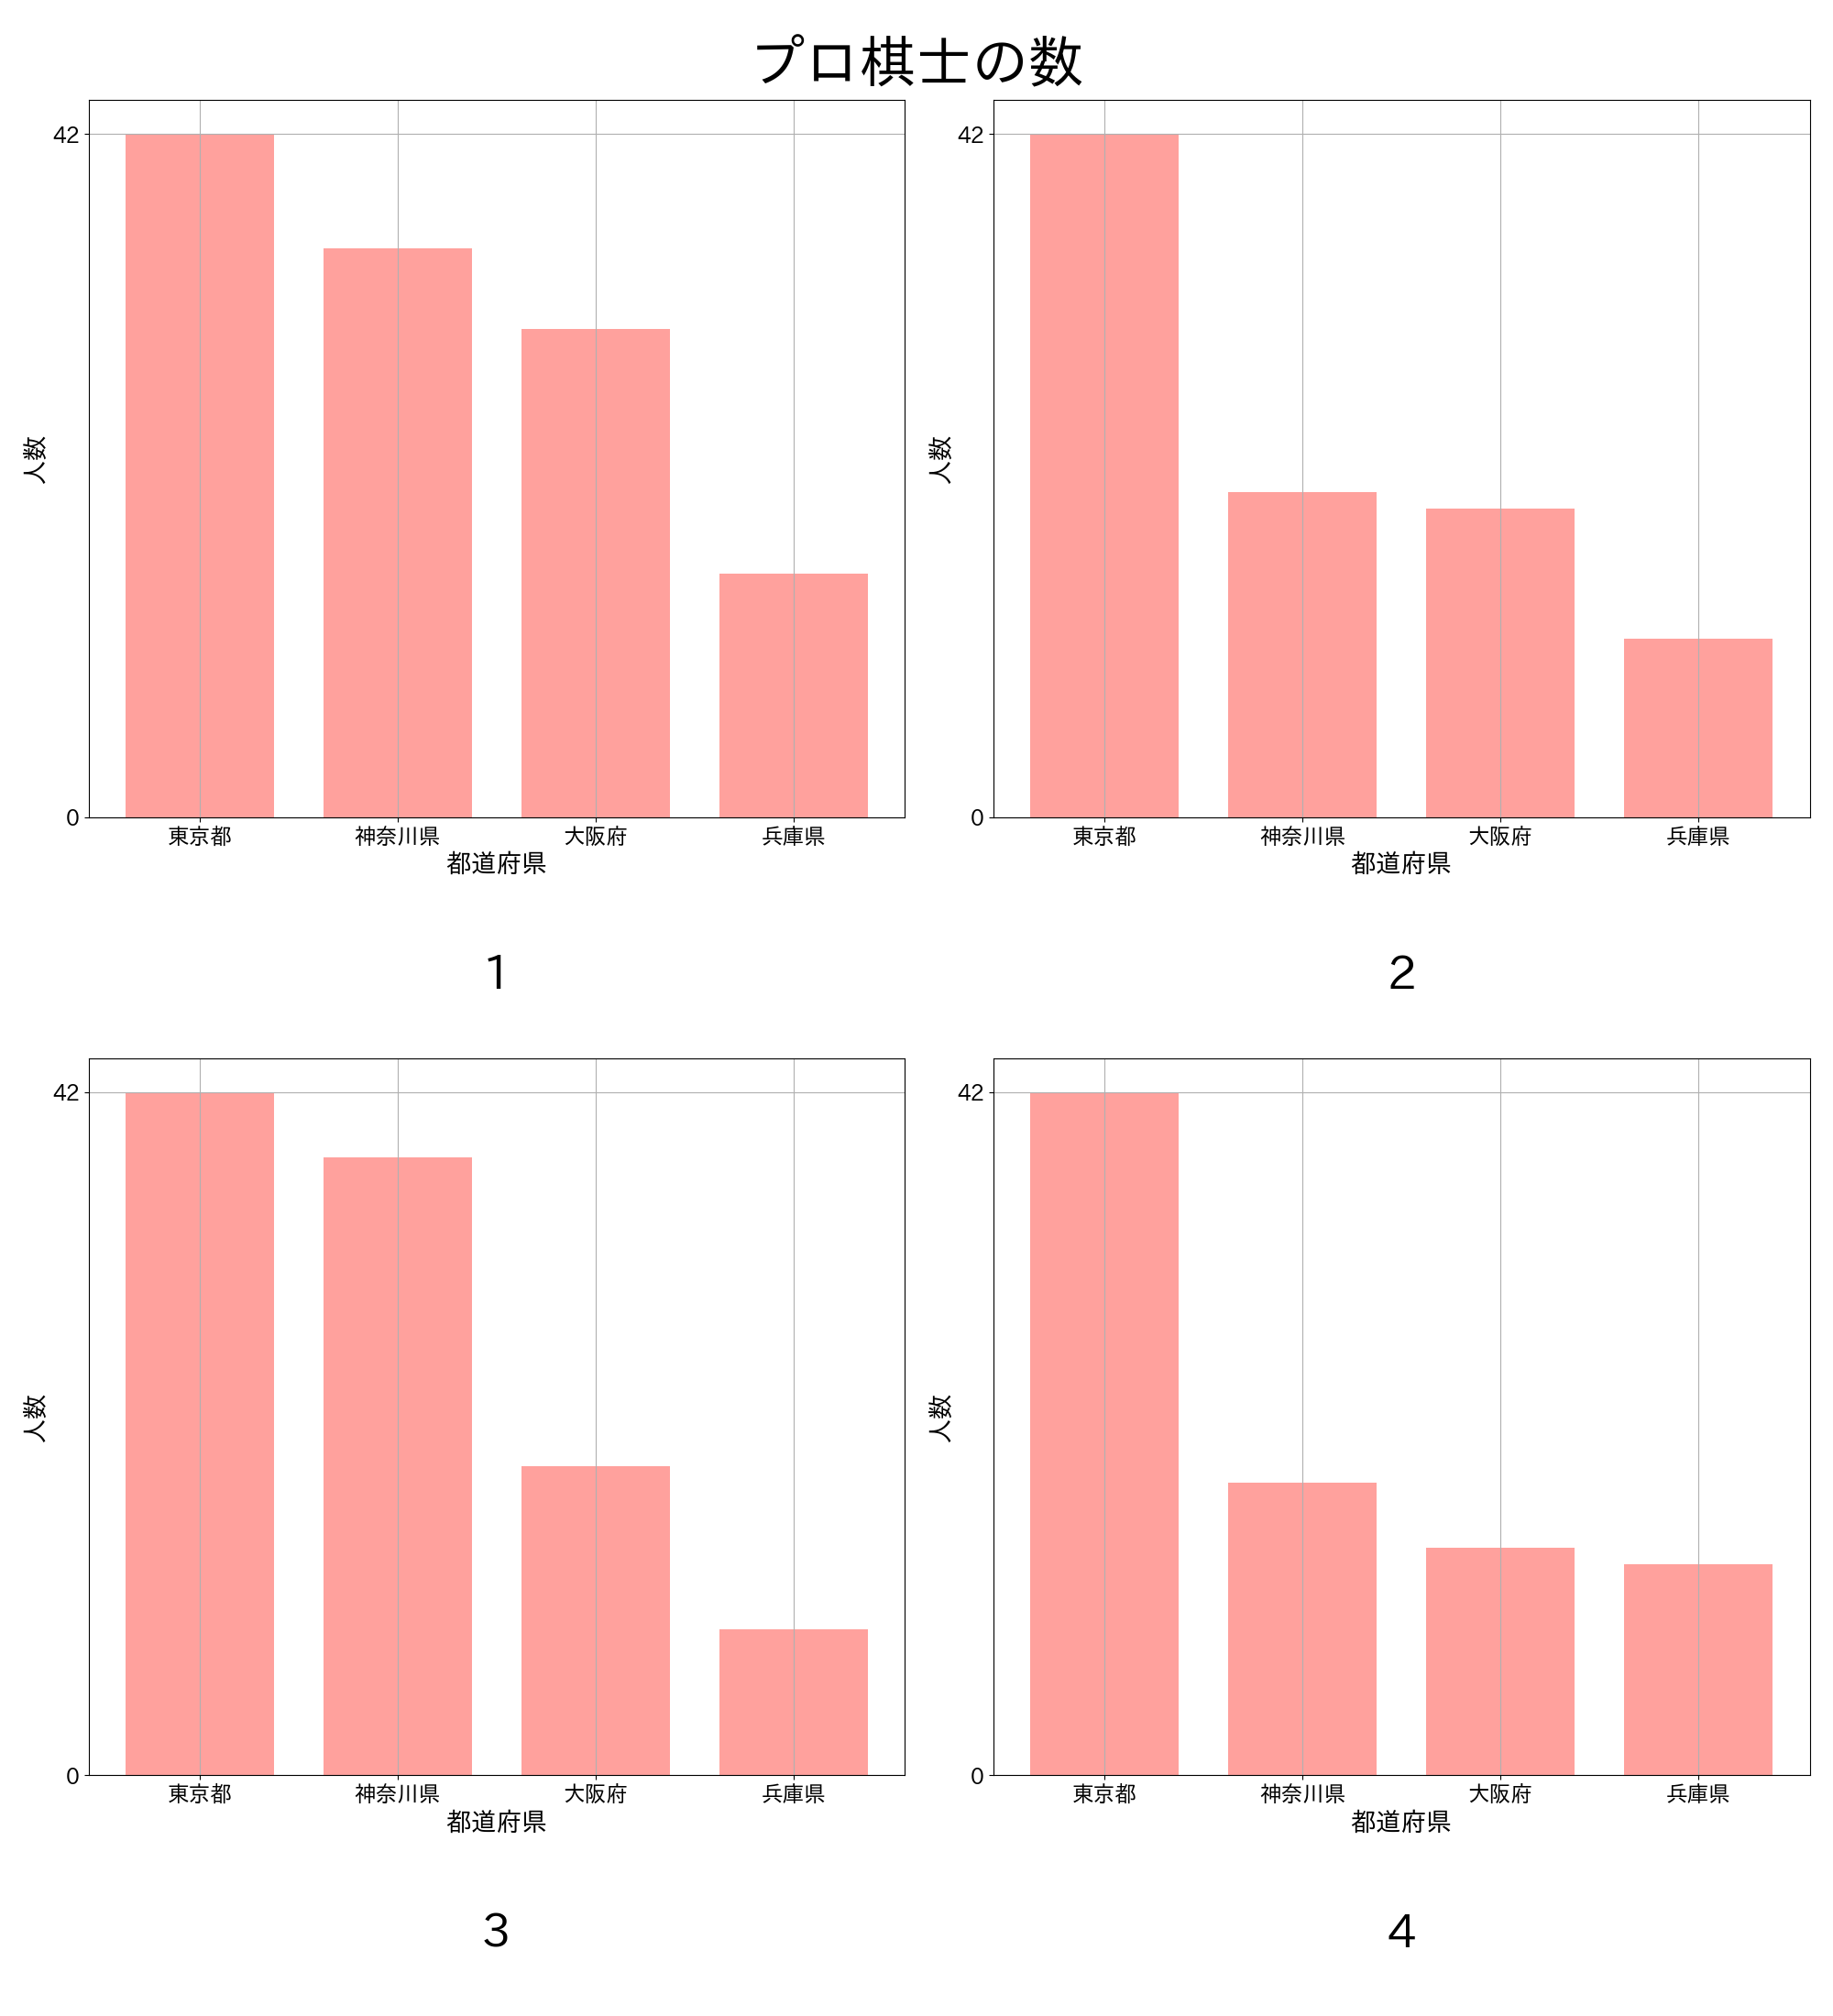 プロ棋士の数
42
0
人数
東京都 神奈川県 大阪府 兵庫県
都道府県
1
42
0
人数
東京都 神奈川県 大阪府 兵庫県
都道府県
2
42
0
人数
東京都 神奈川県 大阪府 兵庫県
都道府県
3
42
0
人数
東京都 神奈川県 大阪府 兵庫県
都道府県
4